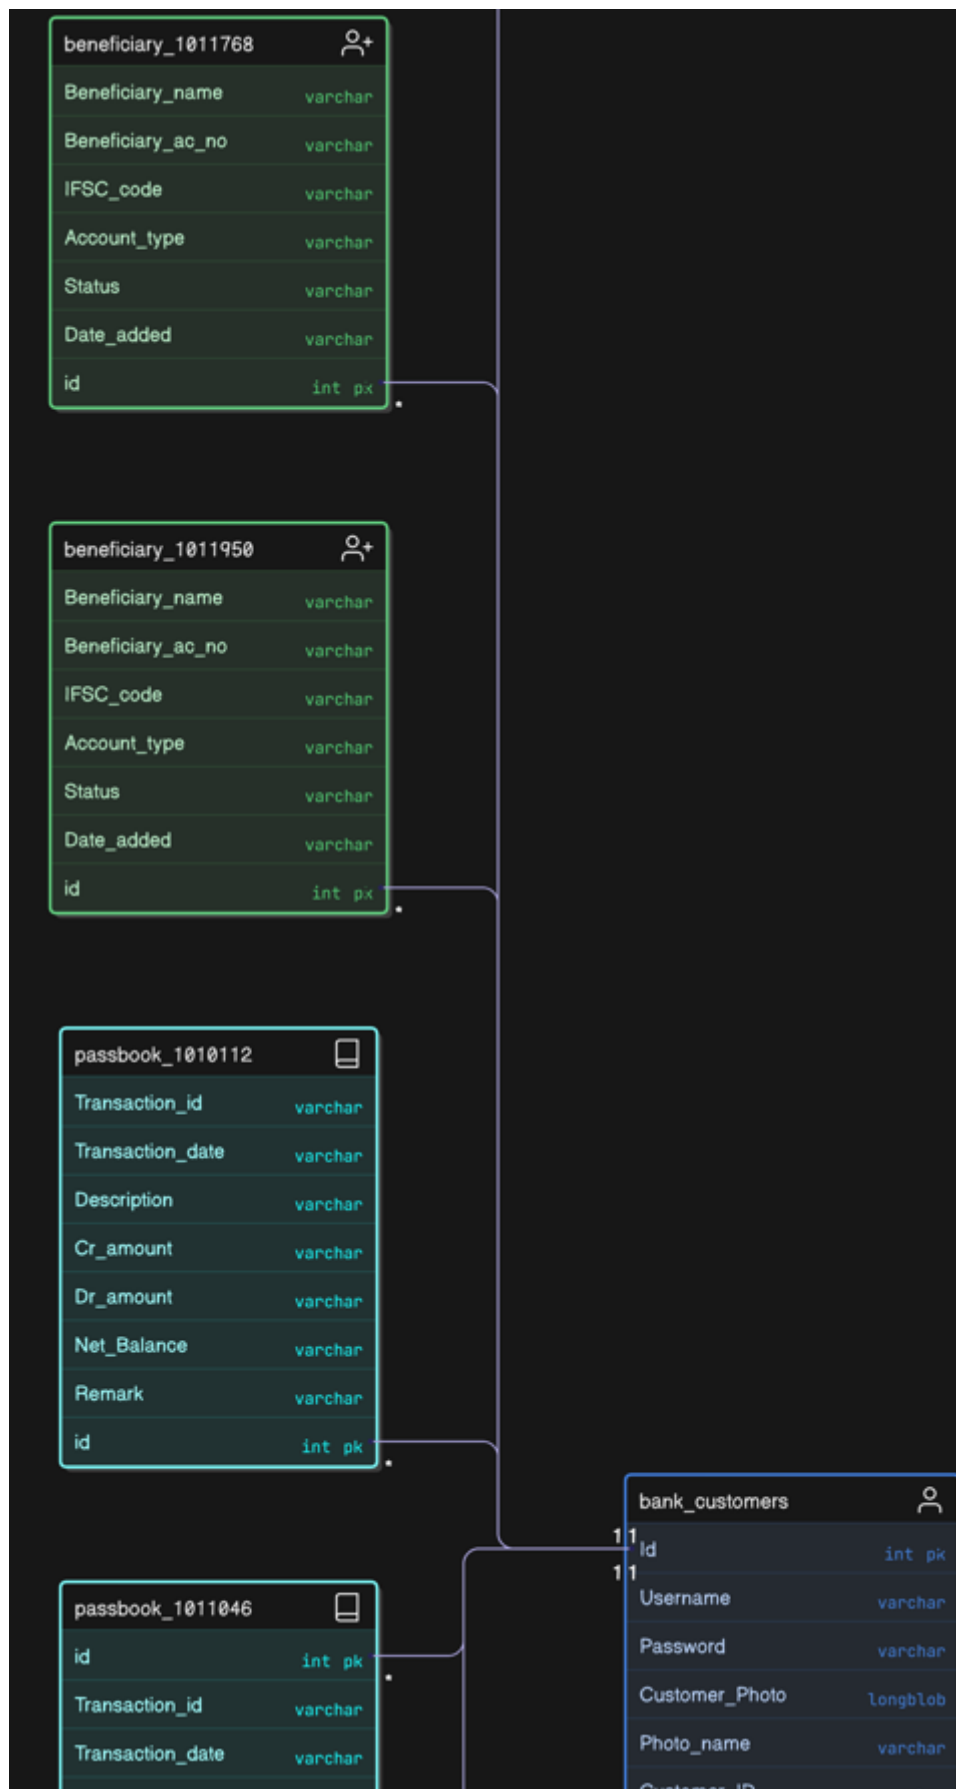 beneficiary_1011768
Beneficiary_name varchar
Beneficiary_ac_no varchar
IFSC_code varchar
Account_type varchar
Status varchar
Date_added varchar
id int pk
beneficiary_1011950
Beneficiary_name varchar
Beneficiary_ac_no varchar
IFSC_code varchar
Account_type varchar
Status varchar
Date_added varchar
id int pk
passbook_1010112
Transaction_id varchar
Transaction_date varchar
Description varchar
Cr_amount varchar
Dr_amount varchar
Net_Balance varchar
Remark varchar
id int pk
passbook_1011046
id int pk
Transaction_id varchar
Transaction_date varchar
bank_customers
1 1
Id int pk
1 1
Username varchar
Password varchar
Customer_Photo longblob
Photo_name varchar
Customer_ID